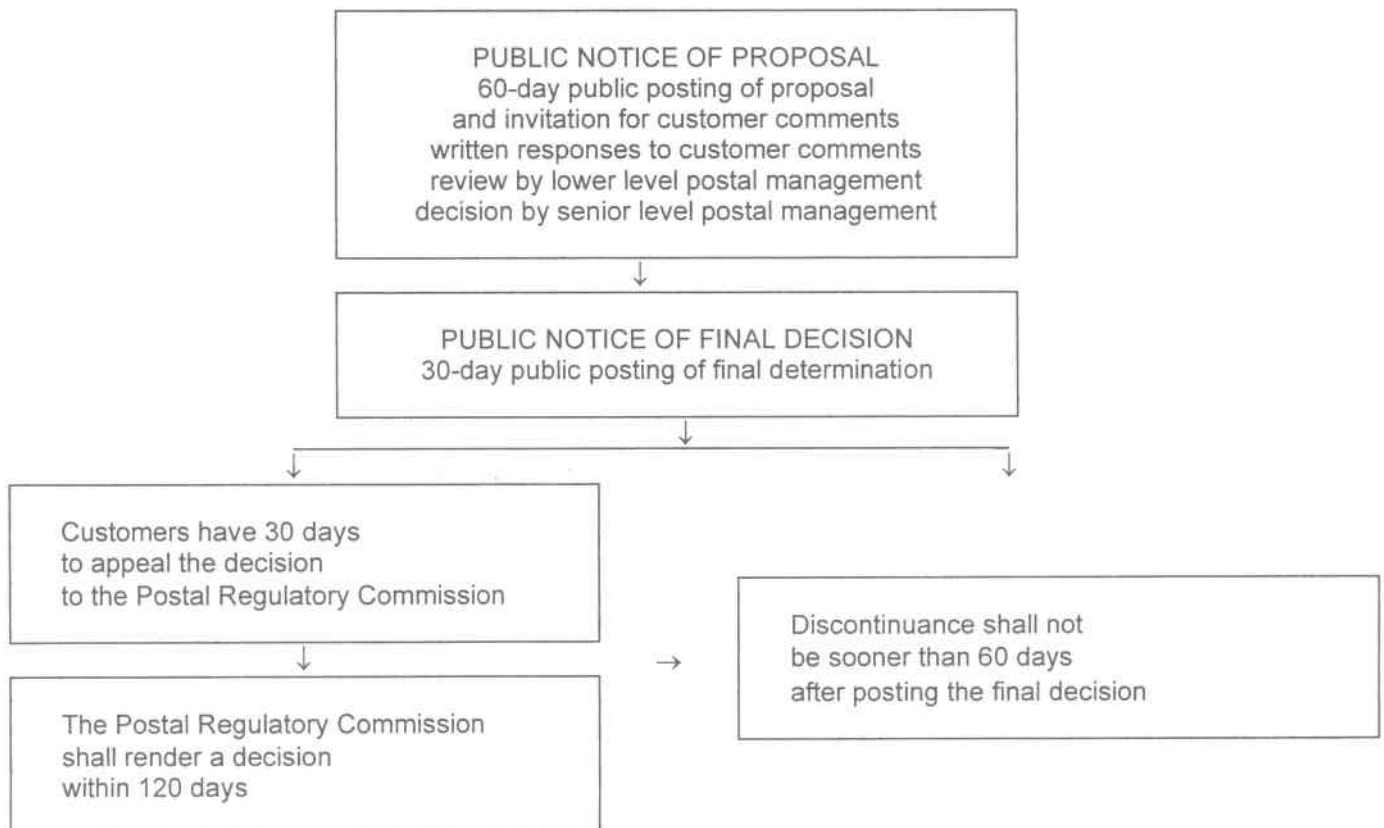 PUBLIC NOTICE OF PROPOSAL
60-day public posting of proposal
and invitation for customer comments
written responses to customer comments
review by lower level postal management
decision by senior level postal management
PUBLIC NOTICE OF FINAL DECISION
30-day public posting of final determination
Customers have 30 days
to appeal the decision
to the Postal Regulatory Commission
The Postal Regulatory Commission
shall render a decision
within 120 days
Discontinuance shall not
be sooner than 60 days
after posting the final decision